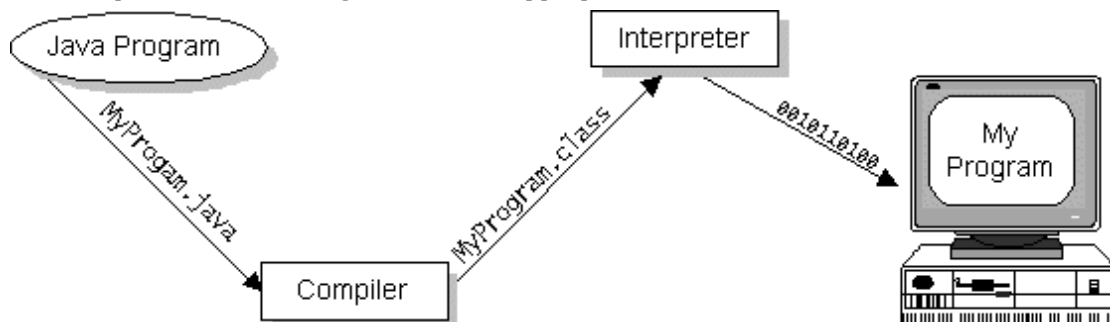 Java Program
MyProgam.java
Compiler
MyProgram.class
Interpreter
0010110100
My
Program